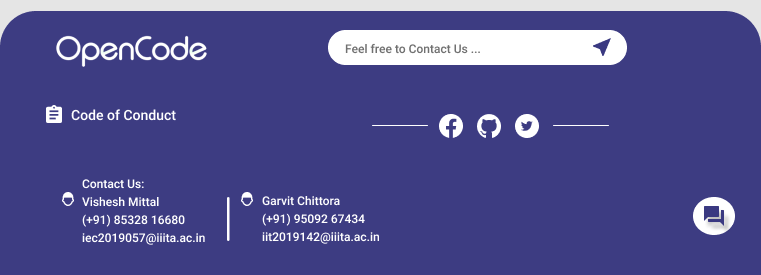 OpenCode
Feel free to Contact Us ...
Code of Conduct
Contact Us:
Vishesh Mittal
(+91) 85328 16680
iec2019057@iiita.ac.in
Garvit Chittora
(+91) 95092 67434
iit2019142@iiita.ac.in